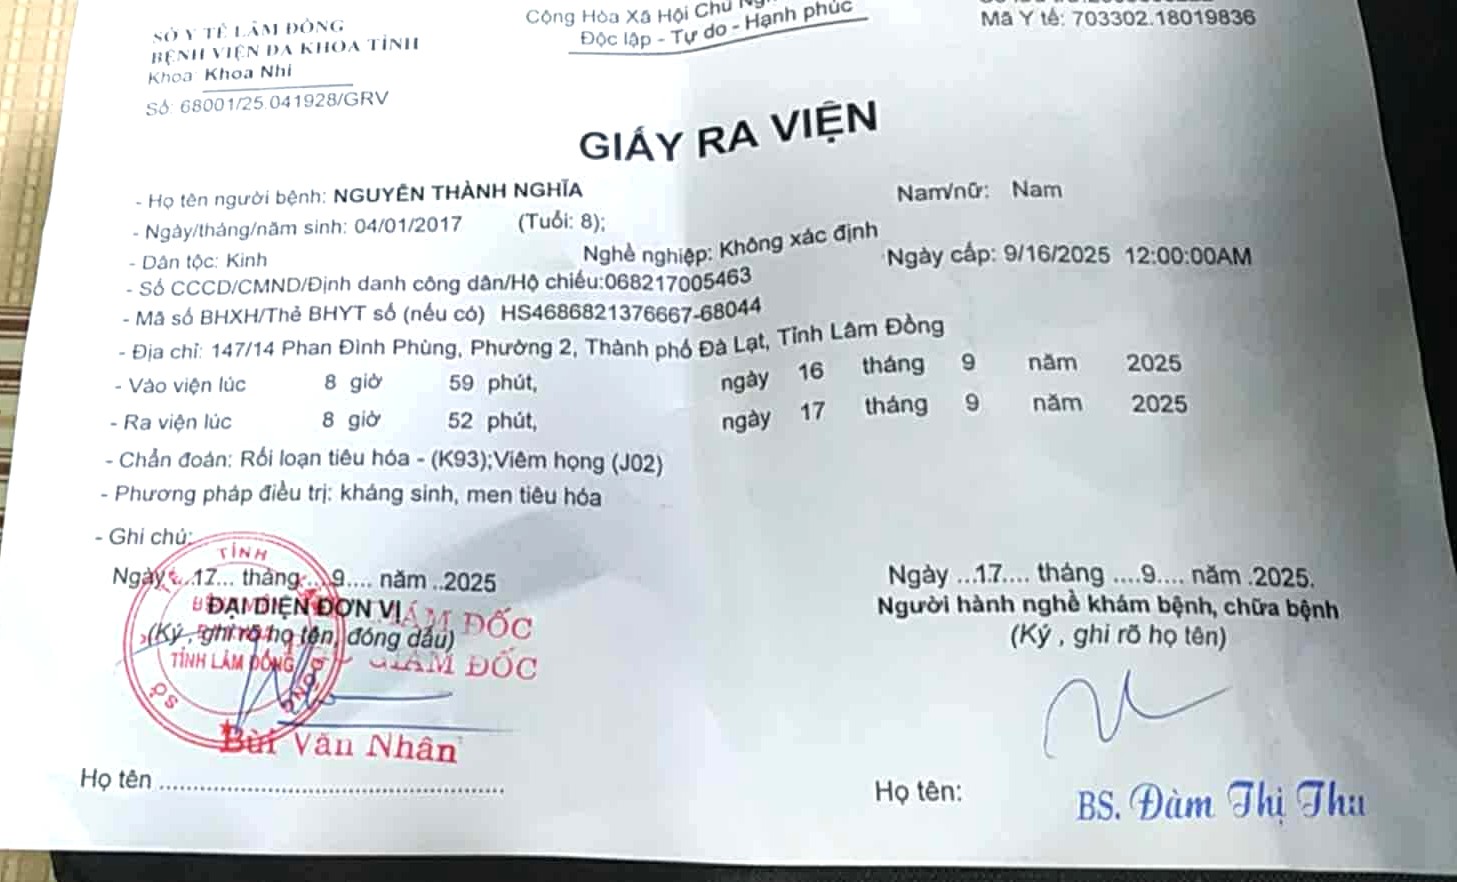 SỞ Y TẾ LÂM ĐỒNG
BỆNH VIỆN ĐA KHOA TỈNH
Khoa: Khoa Nhi
Số: 68001/25.041928/GRV
Cộng Hòa Xã Hội Chủ
Độc lập - Tự do - Hạnh phúc
Mã Y tế: 703302.18019836
GIẤY RA VIỆN
- Họ tên người bệnh: NGUYỄN THÀNH NGHĨA Nam/nữ: Nam
- Ngày/tháng/năm sinh: 04/01/2017 (Tuổi: 8);
- Dân tộc: Kinh Nghề nghiệp: Không xác định
- Số CCCD/CMND/Định danh công dân/Hộ chiếu:068217005463 Ngày cấp: 9/16/2025 12:00:00AM
- Mã số BHXH/Thẻ BHYT số (nếu có) HS4686821376667-68044
- Địa chỉ: 147/14 Phan Đình Phùng, Phường 2, Thành phố Đà Lạt, Tỉnh Lâm Đồng
- Vào viện lúc 8 giờ 59 phút, ngày 16 tháng 9 năm 2025
- Ra viện lúc 8 giờ 52 phút, ngày 17 tháng 9 năm 2025
- Chẩn đoán: Rối loạn tiêu hóa - (K93);Viêm họng (J02)
- Phương pháp điều trị: kháng sinh, men tiêu hóa
- Ghi chú:
Ngày ...17... tháng ...9.... năm ..2025
ĐẠI DIỆN ĐƠN VỊ
(Ký , ghi rõ họ tên, đóng dấu)
TỈNH
TỈNH LÂM ĐỒNG
GIÁM ĐỐC
Bùi Văn Nhân
Họ tên ....................................................
Ngày ...17.... tháng ....9.... năm .2025.
Người hành nghề khám bệnh, chữa bệnh
(Ký , ghi rõ họ tên)
Họ tên:
BS. Đàm Thị Thu